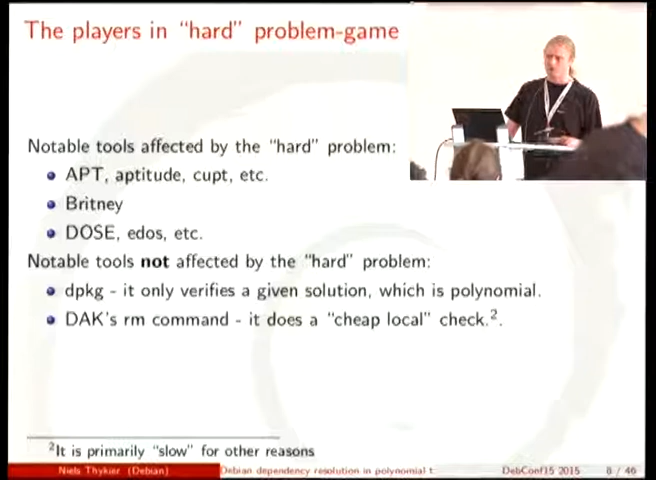 The players in "hard" problem-game
Notable tools affected by the "hard" problem:
APT, aptitude, cupt, etc.
Britney
DOSE, edos, etc.
Notable tools not affected by the "hard" problem:
dpkg - it only verifies a given solution, which is polynomial.
DAK's rm command - it does a "cheap local" check.2.
2It is primarily "slow" for other reasons
Niels Thykier (Debian) Debian dependency resolution in polynomial t DebConf15 2015 8 / 46